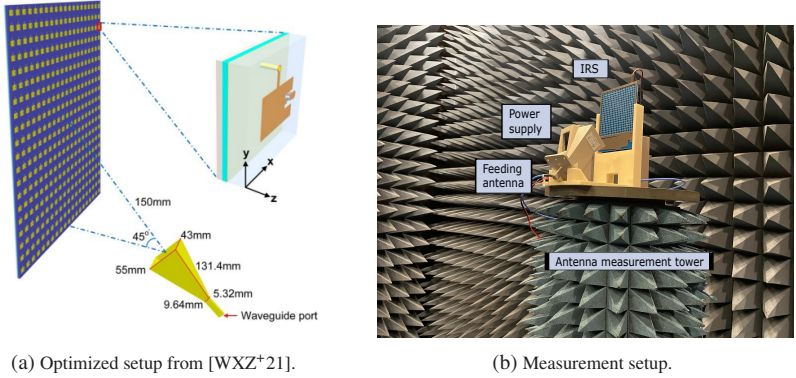 150mm
45°
43mm
55mm
131.4mm
5.32mm
9.64mm
Waveguide port
y
x
z
IRS
Power
supply
Feeding
antenna
Antenna measurement tower
(a) Optimized setup from [WXZ+21].
(b) Measurement setup.